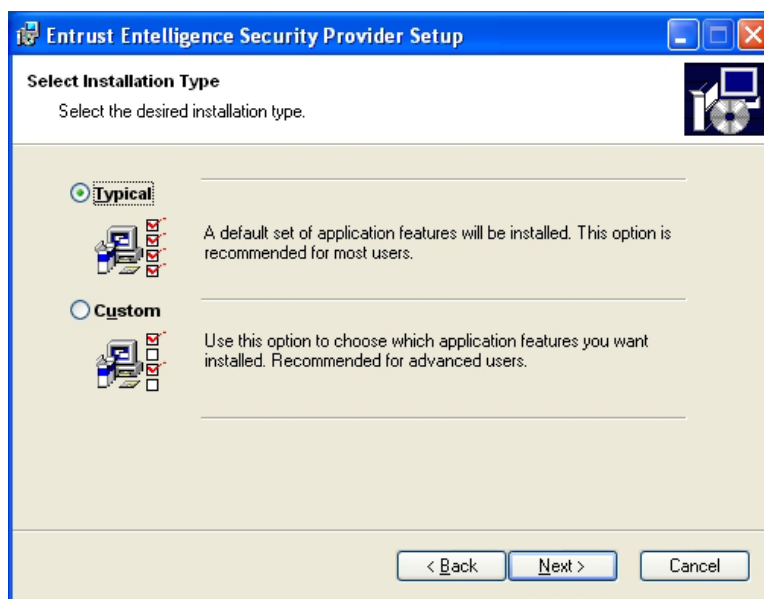 Entrust Entelligence Security Provider Setup
Select Installation Type
Select the desired installation type.
Typical
A default set of application features will be installed. This option is
recommended for most users.
Custom
Use this option to choose which application features you want
installed. Recommended for advanced users.
< Back
Next >
Cancel